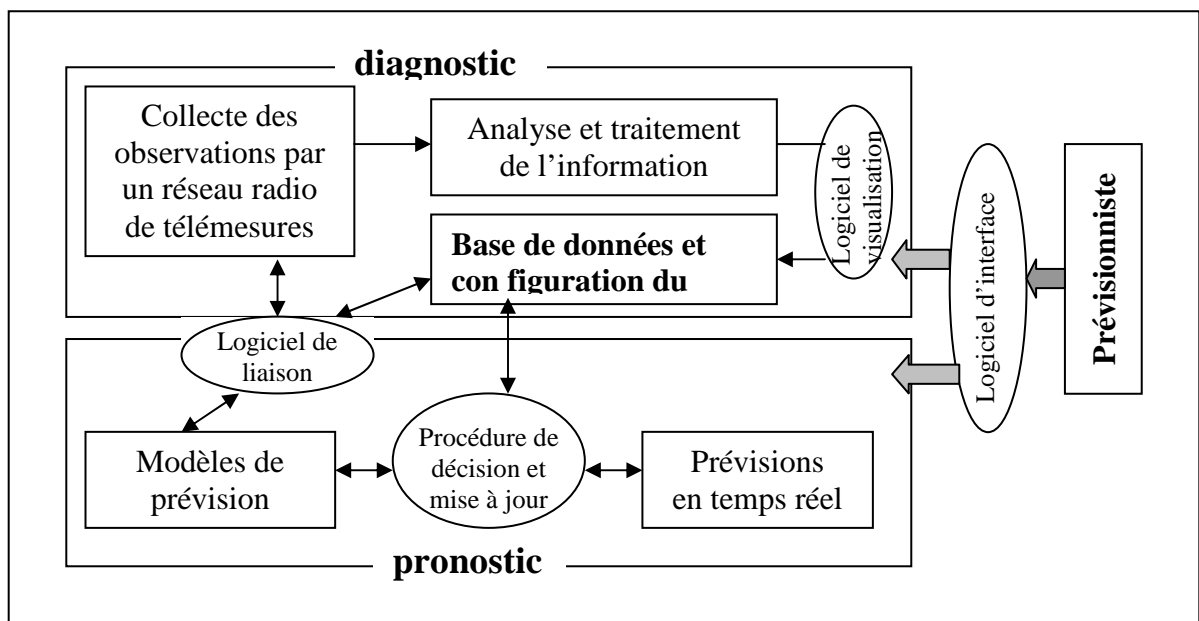 diagnostic
Collecte des
observations par
un réseau radio
de télémesures
Analyse et traitement
de l’information
Base de données et
con figuration du
Logiciel de
visualisation
Logiciel d’interface
Prévisionniste
Logiciel de
liaison
Modèles de
prévision
Procédure de
décision et
mise à jour
Prévisions
en temps réel
pronostic